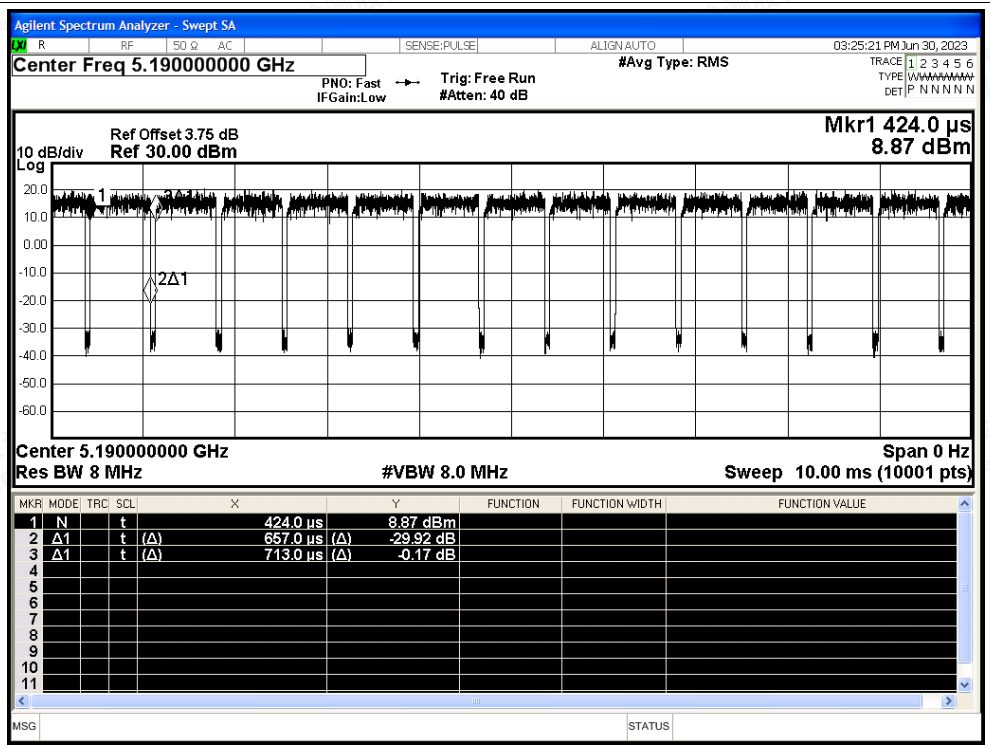 Agilent Spectrum Analyzer - Swept SA
LXI R RF 50 Ω AC SENSE:PULSE ALIGN AUTO 03:25:21 PM Jun 30, 2023
Center Freq 5.190000000 GHz
PNO: Fast
IFGain:Low
Trig: Free Run
#Atten: 40 dB
#Avg Type: RMS
TRACE 1 2 3 4 5 6
TYPE WWWWWW
DET P N N N N N
Mkr1 424.0 µs
8.87 dBm
Ref Offset 3.75 dB
10 dB/div Ref 30.00 dBm
Log
20.0
10.0
0.00
-10.0
-20.0
-30.0
-40.0
-50.0
-60.0
1
3Δ1
2Δ1
Center 5.190000000 GHz Span 0 Hz
Res BW 8 MHz #VBW 8.0 MHz Sweep 10.00 ms (10001 pts)
MKR MODE TRC SCL X Y FUNCTION FUNCTION WIDTH FUNCTION VALUE
1 N t 424.0 µs 8.87 dBm
2 Δ1 t (Δ) 657.0 µs (Δ) -29.92 dB
3 Δ1 t (Δ) 713.0 µs (Δ) -0.17 dB
4
5
6
7
8
9
10
11
MSG STATUS